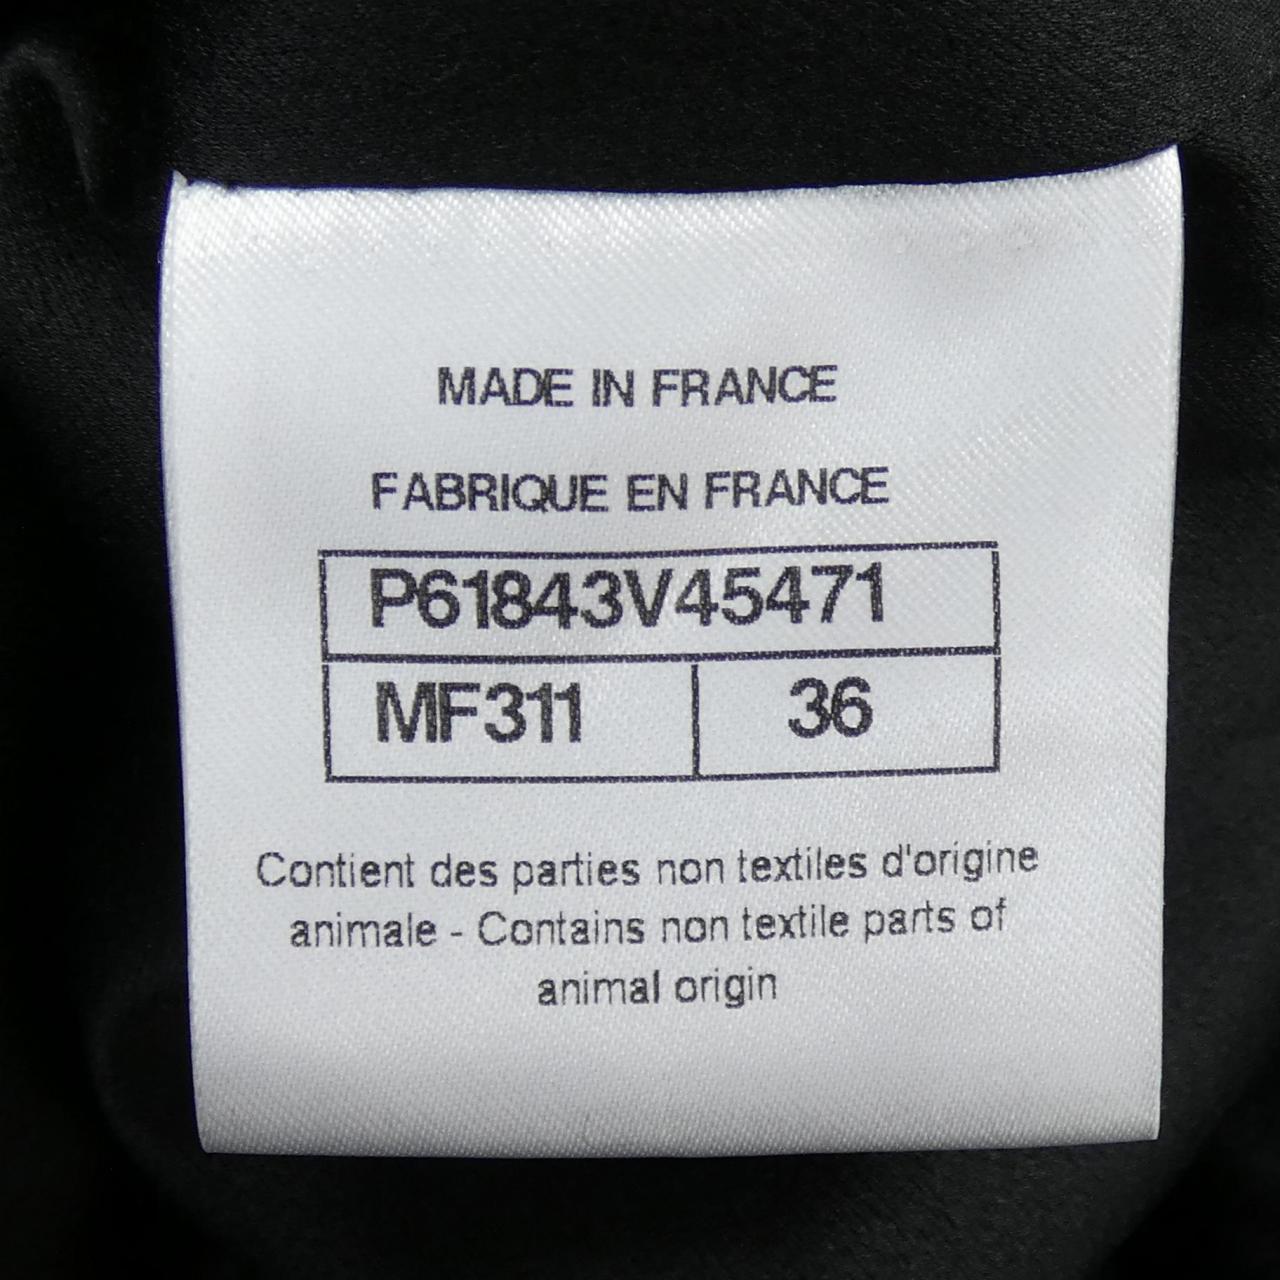 MADE IN FRANCE
FABRIQUE EN FRANCE
P61843V45471
MF311 36
Contient des parties non textiles d'origine
animale - Contains non textile parts of
animal origin